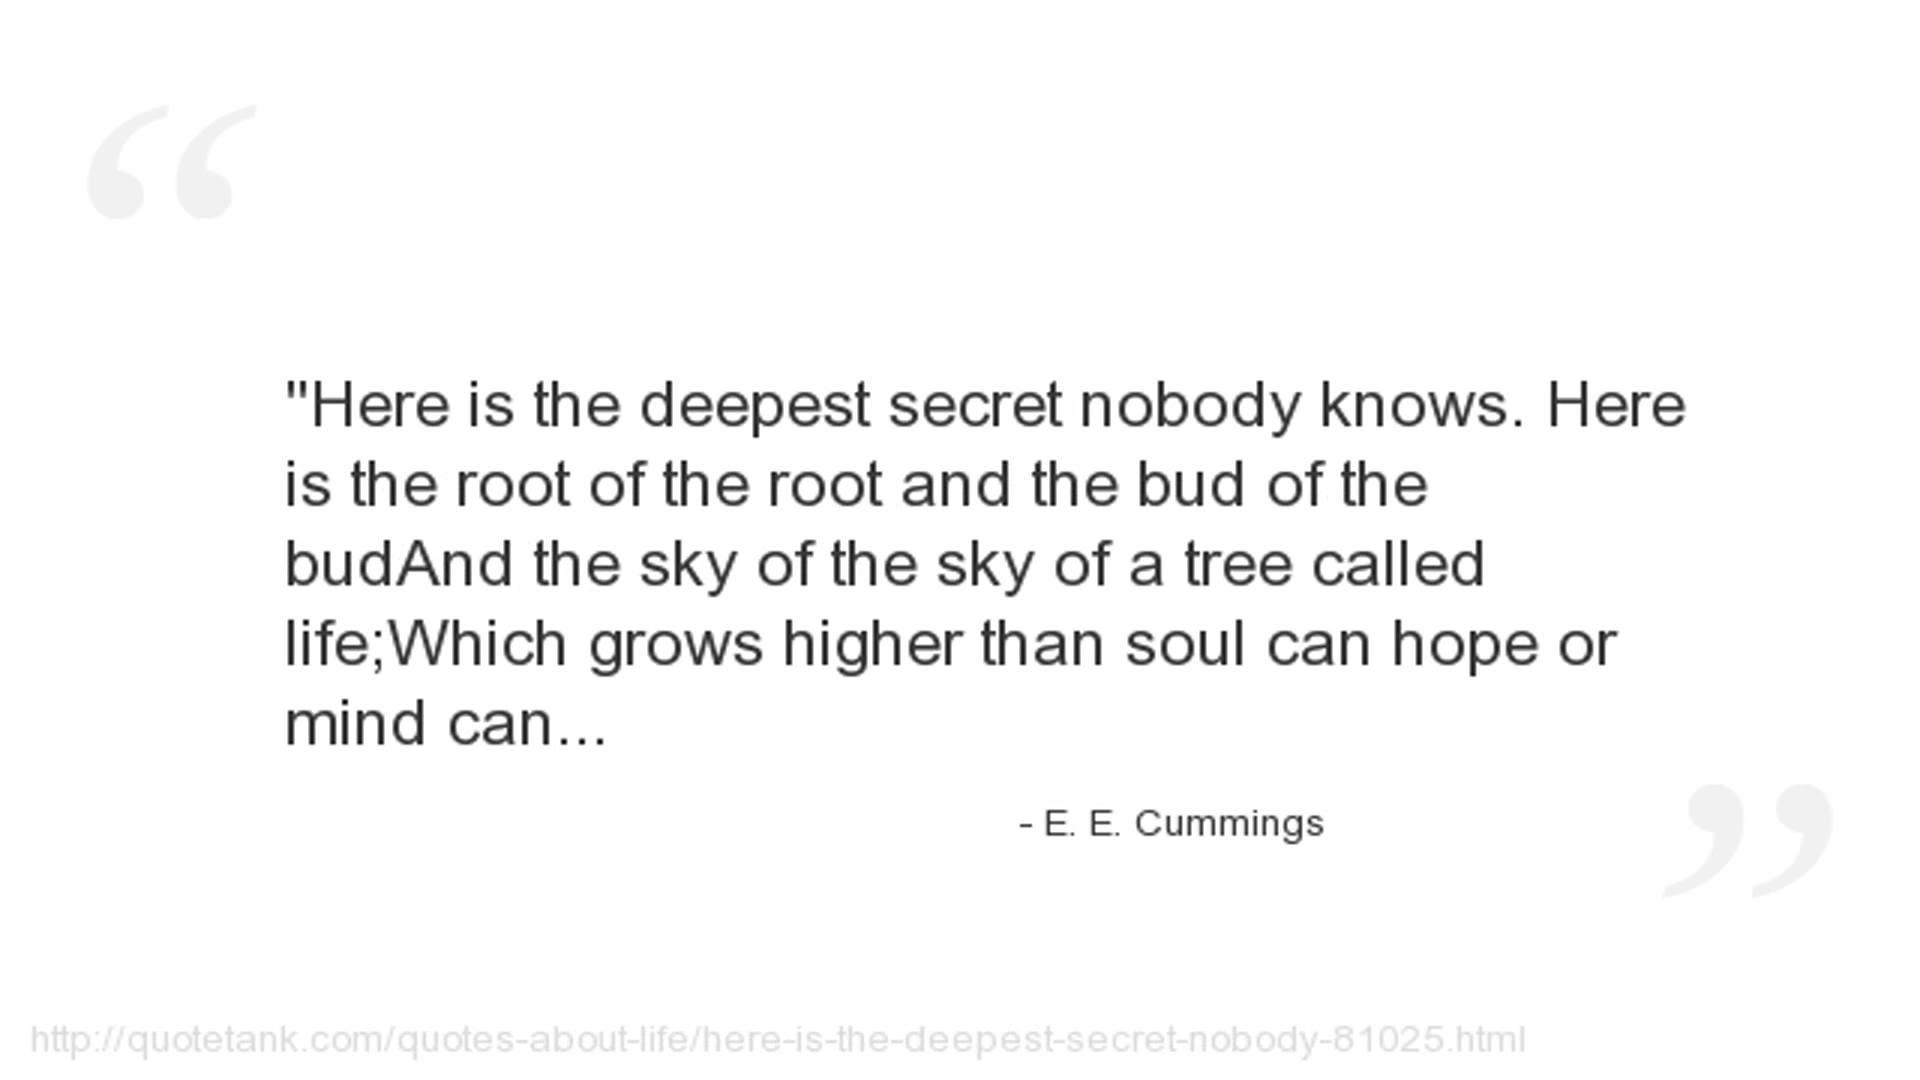 "Here is the deepest secret nobody knows. Here
is the root of the root and the bud of the
budAnd the sky of the sky of a tree called
life;Which grows higher than soul can hope or
mind can...
- E. E. Cummings
http://quotetank.com/quotes-about-life/here-is-the-deepest-secret-nobody-81025.html